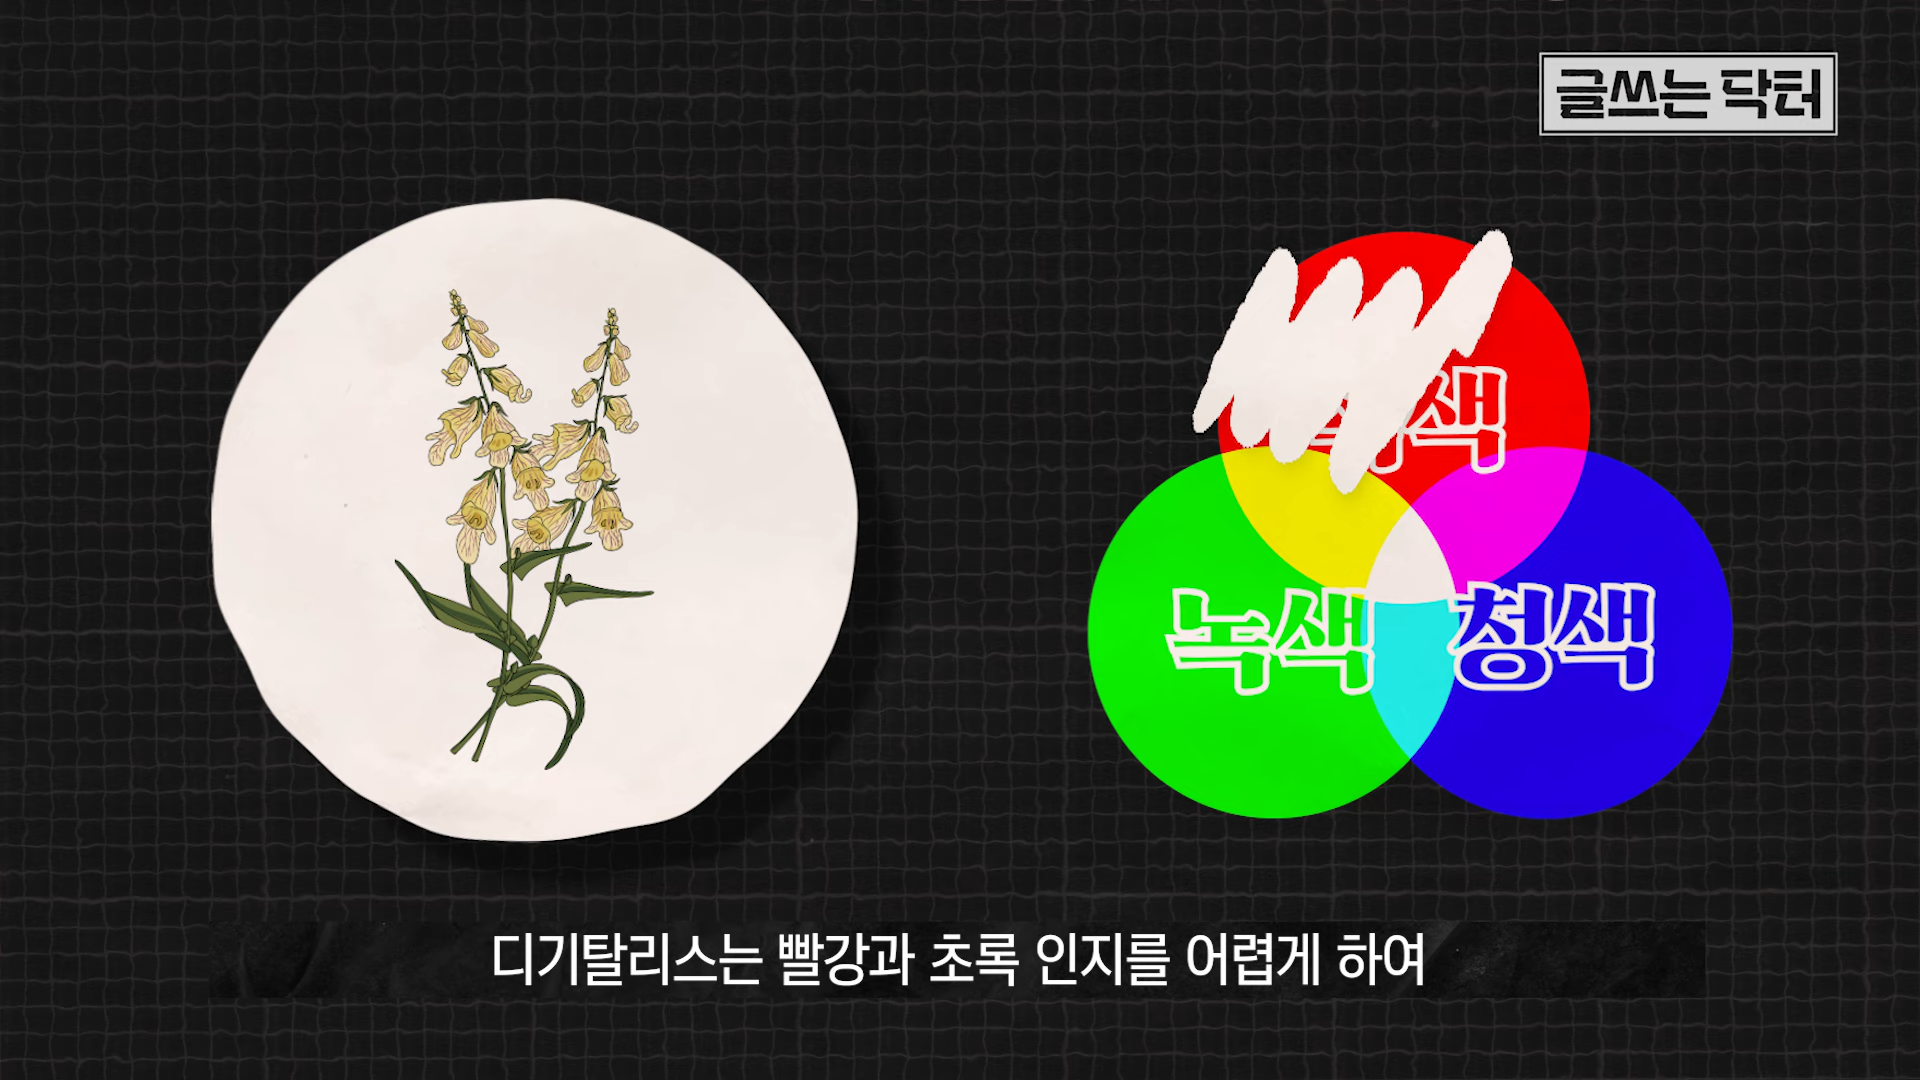 글쓰는 닥터
색
녹색
청색
디기탈리스는 빨강과 초록 인지를 어렵게 하여